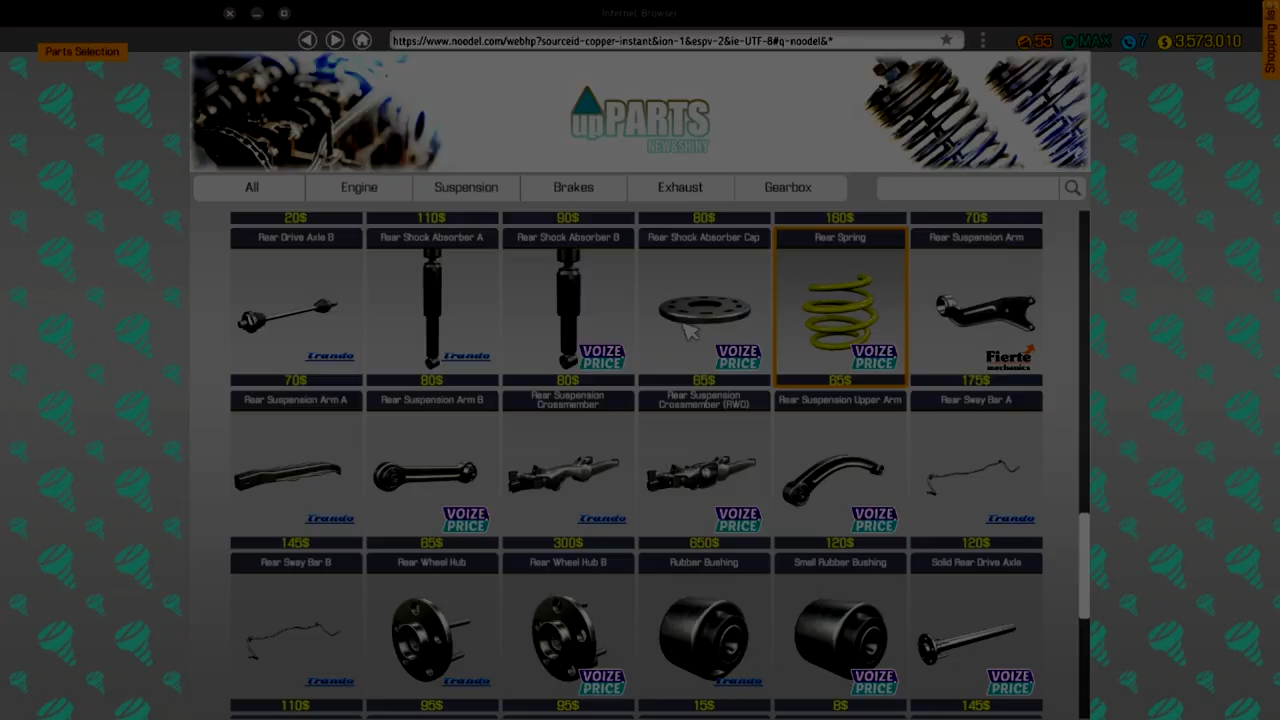 Internet Browser
Parts Selection
https://www.noodel.com/webhp?sourceid-copper-instant&ion-1&espv-2&ie-UTF-8#q-noodel&*
55 MAX 7 $ 3,573,010
Shopping list
upPARTS
NEW&SHINY
All Engine Suspension Brakes Exhaust Gearbox
20$ 110$ 90$ 80$ 160$ 70$
Rear Drive Axle B Rear Shock Absorber A Rear Shock Absorber B Rear Shock Absorber Cap Rear Spring Rear Suspension Arm
Trando Trando VOIZE PRICE VOIZE PRICE VOIZE PRICE Fierté mechanics
70$ 80$ 80$ 65$ 65$ 175$
Rear Suspension Arm A Rear Suspension Arm B Rear Suspension Crossmember Rear Suspension Crossmember (RWD) Rear Suspension Upper Arm Rear Sway Bar A
Trando VOIZE PRICE Trando VOIZE PRICE VOIZE PRICE Trando
145$ 85$ 300$ 650$ 120$ 120$
Rear Sway Bar B Rear Wheel Hub Rear Wheel Hub B Rubber Bushing Small Rubber Bushing Solid Rear Drive Axle
Trando Trando VOIZE PRICE Trando VOIZE PRICE VOIZE PRICE
110$ 95$ 95$ 15$ 8$ 145$